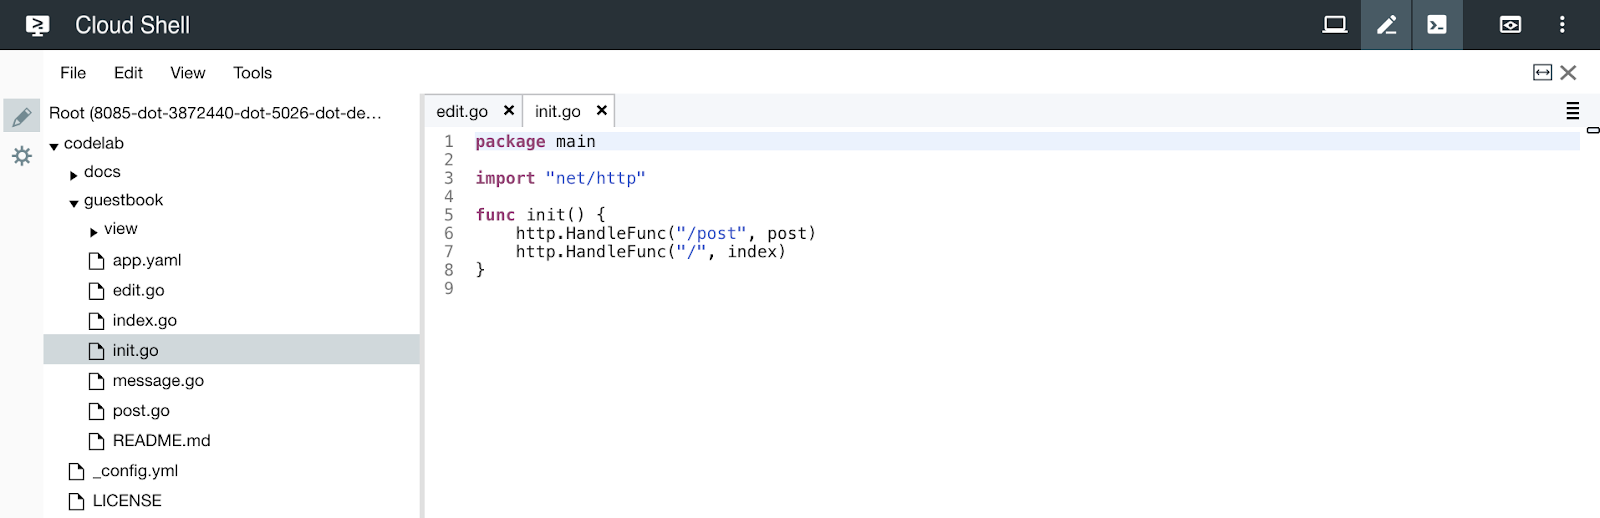 Cloud Shell
File Edit View Tools
Root (8085-dot-3872440-dot-5026-dot-de...
codelab
docs
guestbook
view
app.yaml
edit.go
index.go
init.go
message.go
post.go
README.md
_config.yml
LICENSE
edit.go init.go
1 package main
2
3 import "net/http"
4
5 func init() {
6     http.HandleFunc("/post", post)
7     http.HandleFunc("/", index)
8 }
9